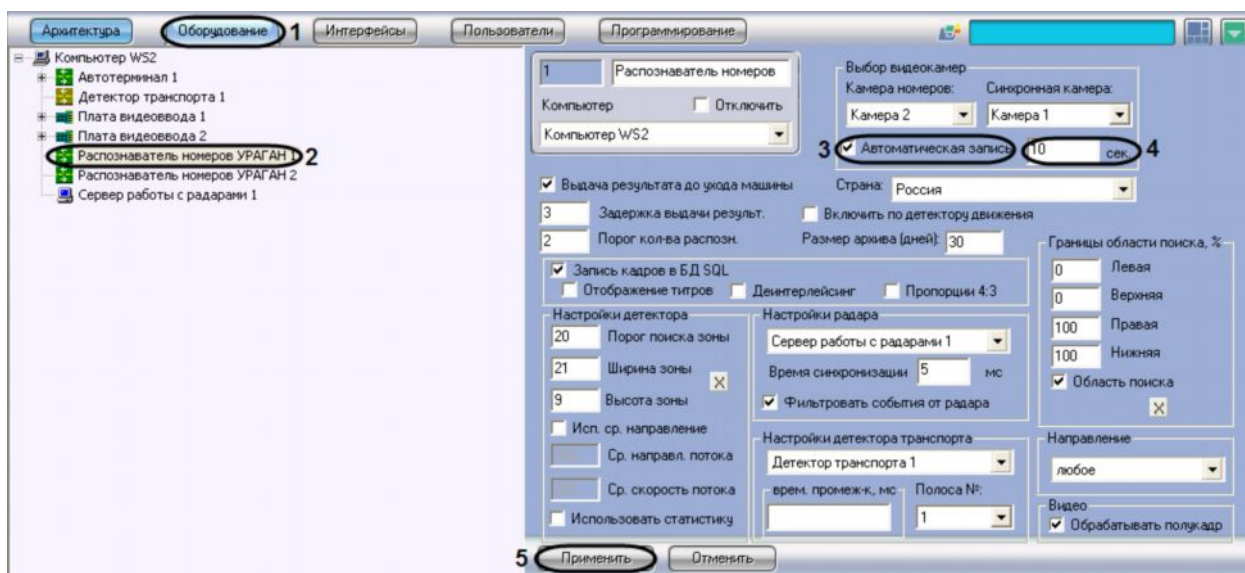 Архитектура Оборудование 1 Интерфейсы Пользователи Программирование
Компьютер WS2
Автотерминал 1
Детектор транспорта 1
Плата видеоввода 1
Плата видеоввода 2
Распознаватель номеров УРАГАН 1 2
Распознаватель номеров УРАГАН 2
Сервер работы с радарами 1
1 Распознаватель номеров
Компьютер Отключить
Компьютер WS2
Выбор видеокамер
Камера номеров: Синхронная камера:
Камера 2 Камера 1
3 Автоматическая запись 10 сек. 4
Выдача результата до ухода машины Страна: Россия
3 Задержка выдачи результ. Включить по детектору движения
2 Порог кол-ва распозн. Размер архива (дней): 30
Запись кадров в БД SQL
Отображение титров Деинтерлейсинг Пропорции 4:3
Границы области поиска, %
0 Левая
0 Верхняя
100 Правая
100 Нижняя
Область поиска
X
Настройки детектора
20 Порог поиска зоны
21 Ширина зоны
X
9 Высота зоны
Исп. ср. направление
Ср. направл. потока
Ср. скорость потока
Использовать статистику
Настройки радара
Сервер работы с радарами 1
Время синхронизации 5 мс
Фильтровать события от радара
Настройки детектора транспорта
Детектор транспорта 1
врем. промеж-к, мс Полоса №:
1
Направление
любое
Видео
Обрабатывать полукадр
5 Применить Отменить